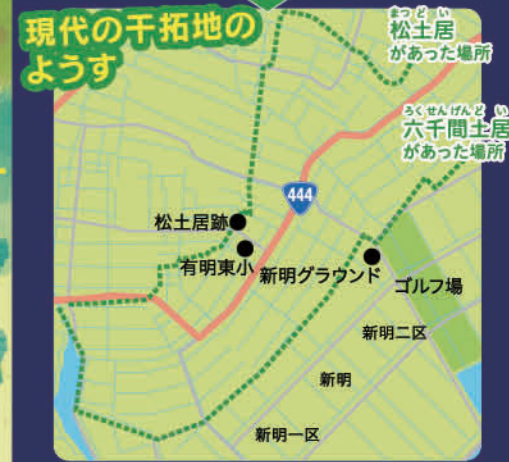 現代の干拓地の
ようす
まつどい
松土居
があった場所
ろくせんげんどい
六千間土居
があった場所
444
松土居跡
有明東小
新明グラウンド
ゴルフ場
新明二区
新明
新明一区